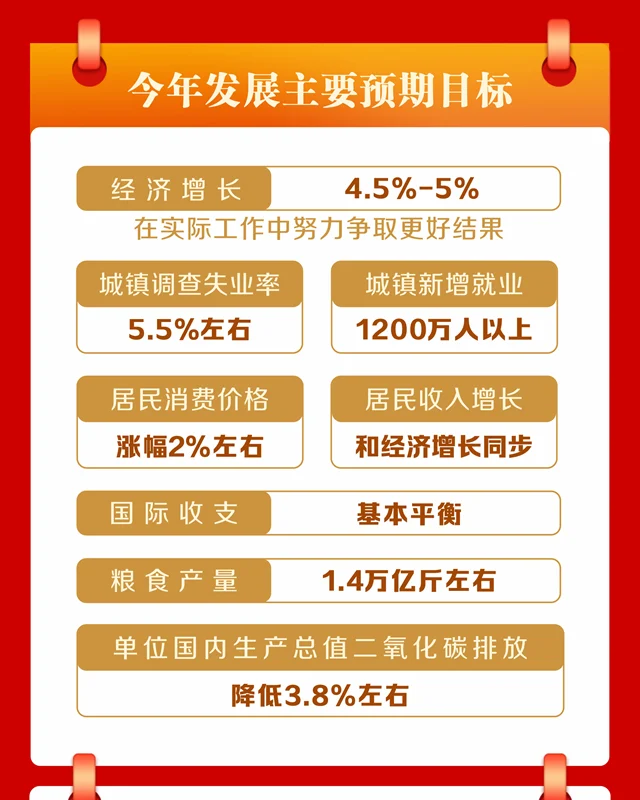 今年发展主要预期目标
经济增长 4.5%-5%
在实际工作中努力争取更好结果
城镇调查失业率 城镇新增就业
5.5%左右 1200万人以上
居民消费价格 居民收入增长
涨幅2%左右 和经济增长同步
国际收支 基本平衡
粮食产量 1.4万亿斤左右
单位国内生产总值二氧化碳排放
降低3.8%左右